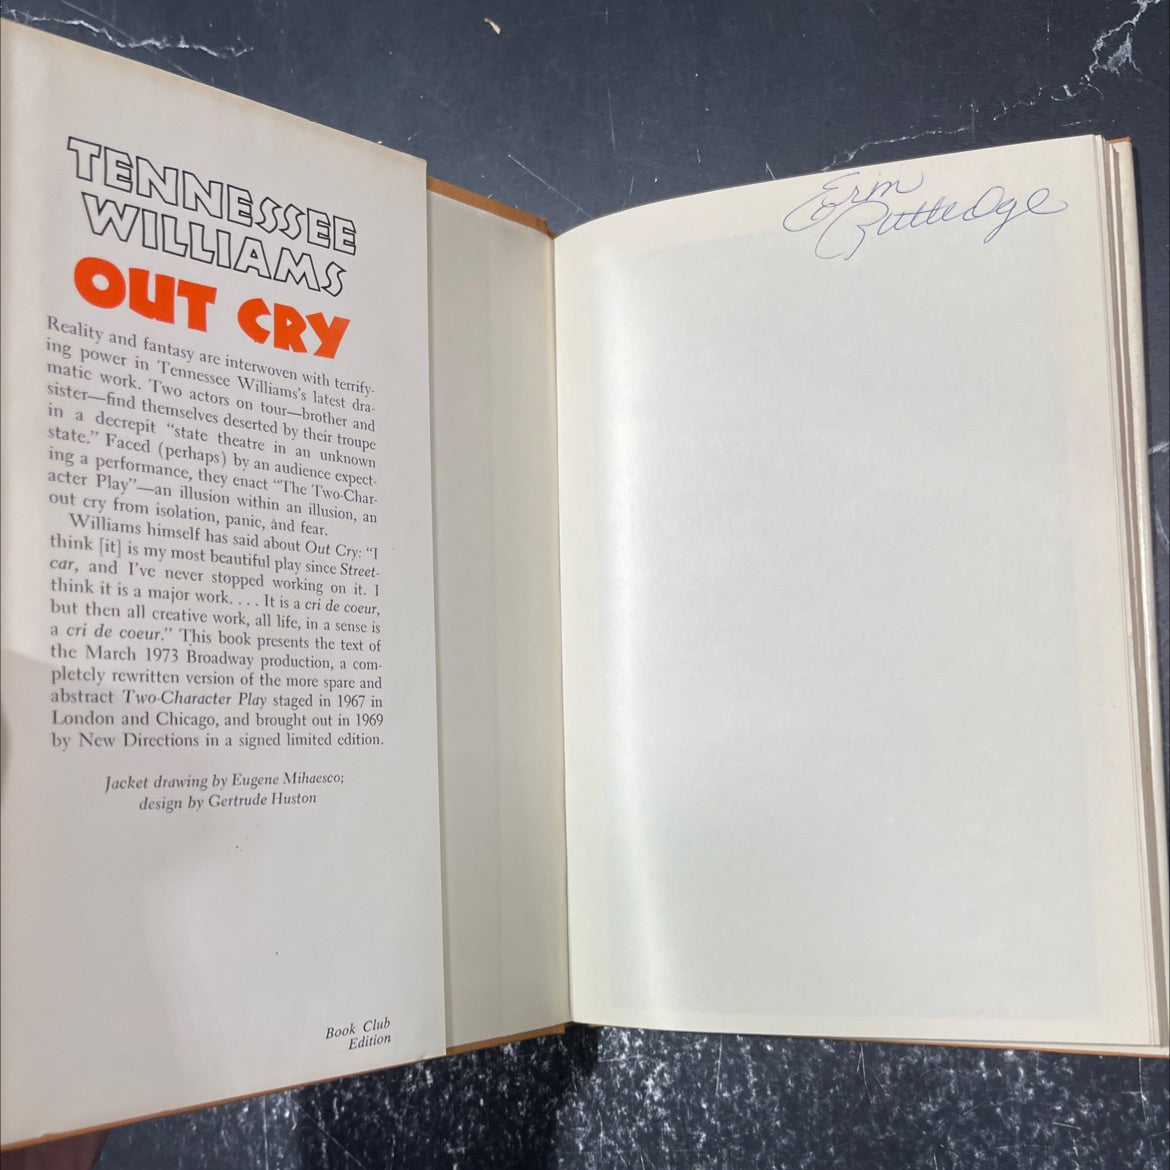 TENNESSEE
WILLIAMS
OUT CRY
Reality and fantasy are interwoven with terrify-
ing power in Tennessee Williams's latest dra-
matic work. Two actors on tour—brother and
sister—find themselves deserted by their troupe
in a decrepit “state theatre in an unknown
state.” Faced (perhaps) by an audience expect-
ing a performance, they enact “The Two-Char-
acter Play”—an illusion within an illusion, an
out cry from isolation, panic, and fear.
Williams himself has said about Out Cry: “I
think [it] is my most beautiful play since Street-
car, and I've never stopped working on it. I
think it is a major work. . . . It is a cri de coeur,
but then all creative work, all life, in a sense is
a cri de coeur.” This book presents the text of
the March 1973 Broadway production, a com-
pletely rewritten version of the more spare and
abstract Two-Character Play staged in 1967 in
London and Chicago, and brought out in 1969
by New Directions in a signed limited edition.
Jacket drawing by Eugene Mihaesco;
design by Gertrude Huston
Book Club
Edition
Erin
Rutledge